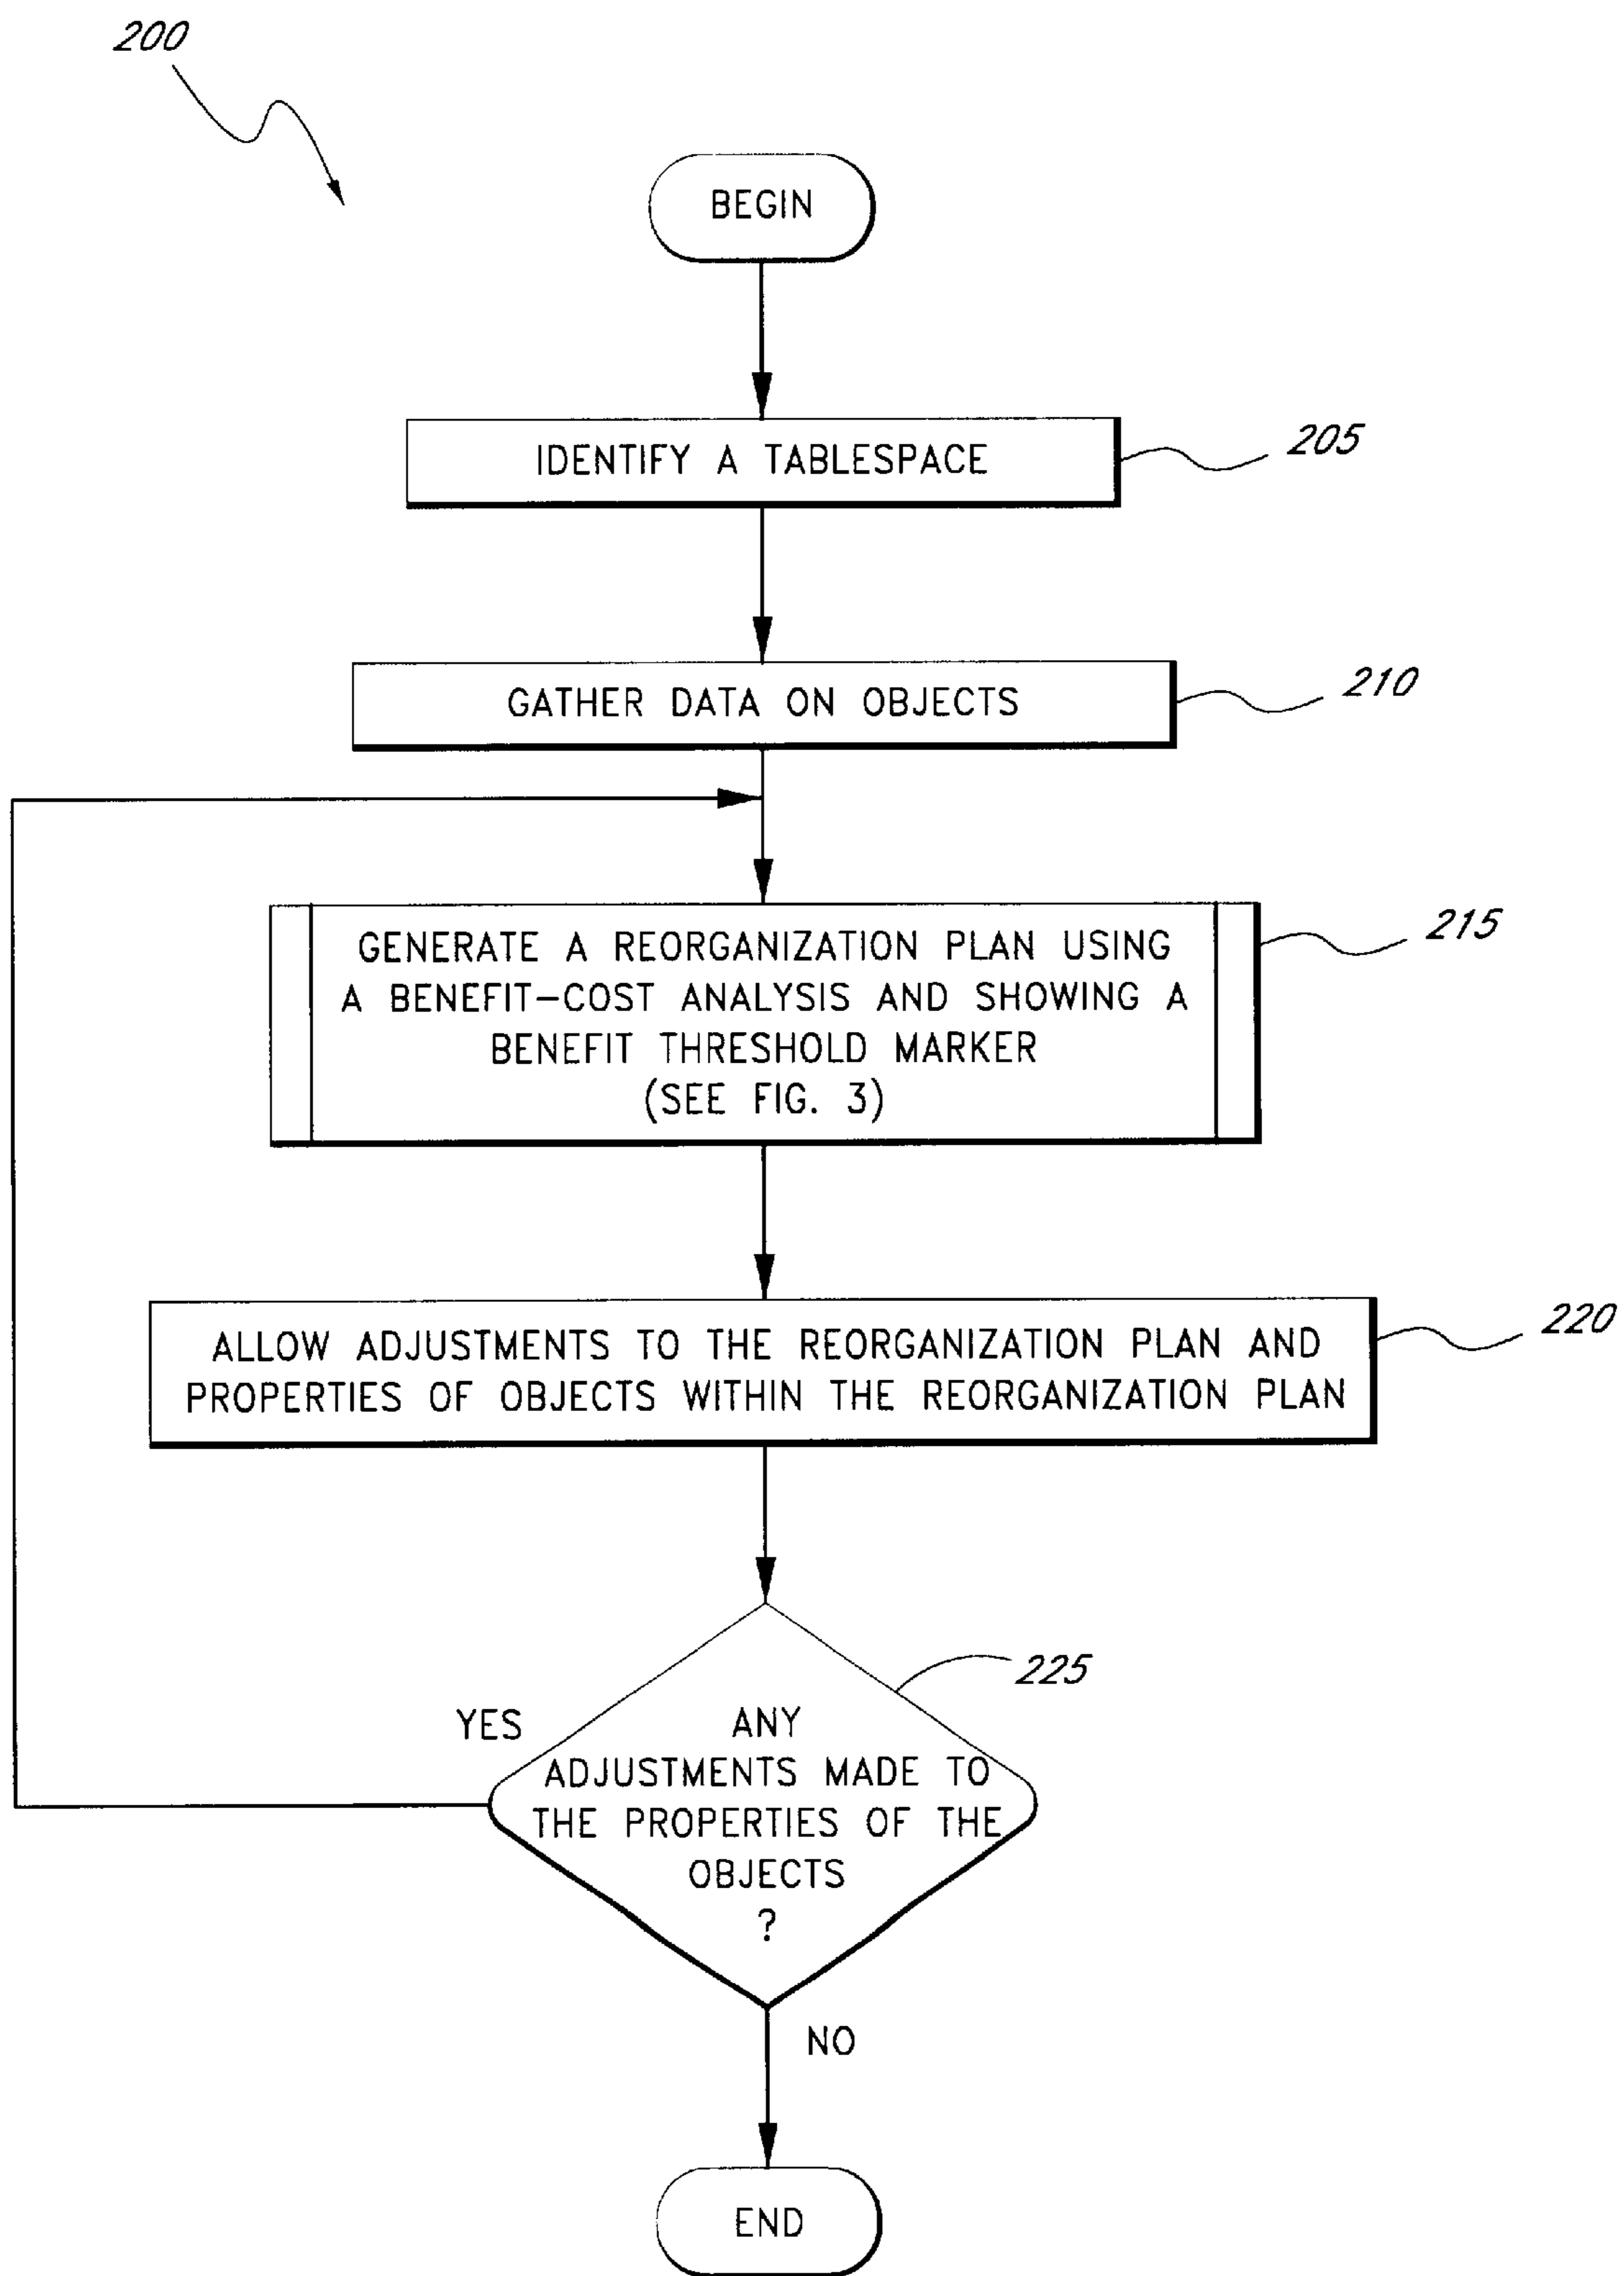 200
BEGIN
IDENTIFY A TABLESPACE
205
GATHER DATA ON OBJECTS
210
GENERATE A REORGANIZATION PLAN USING
A BENEFIT-COST ANALYSIS AND SHOWING A
BENEFIT THRESHOLD MARKER
(SEE FIG. 3)
215
ALLOW ADJUSTMENTS TO THE REORGANIZATION PLAN AND
PROPERTIES OF OBJECTS WITHIN THE REORGANIZATION PLAN
220
225
YES
ANY
ADJUSTMENTS MADE TO
THE PROPERTIES OF THE
OBJECTS
?
NO
END